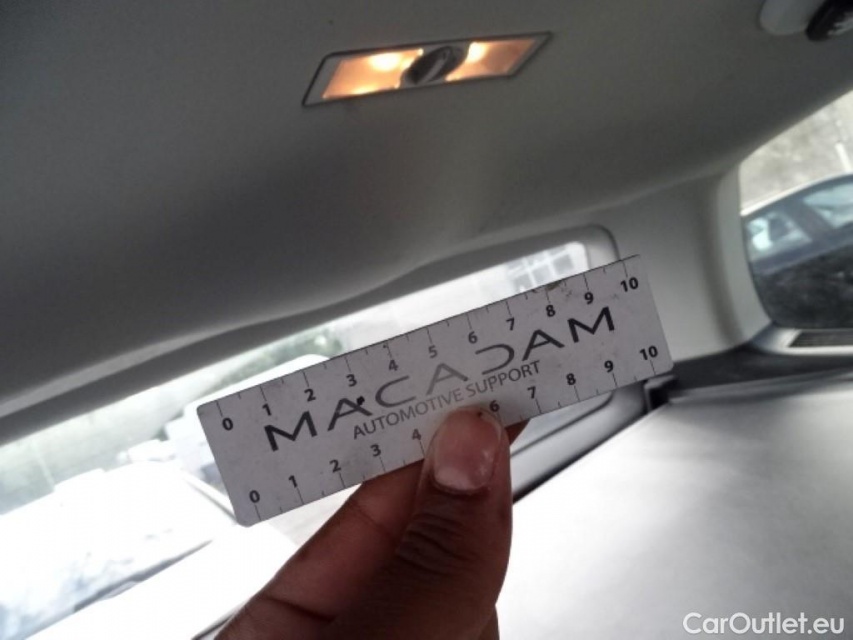 0 1 2 3 4 5 6 7 8 9 10
MACADAM
AUTOMOTIVE SUPPORT
0 1 2 3 4 6 7 8 9 10
CarOutlet.eu